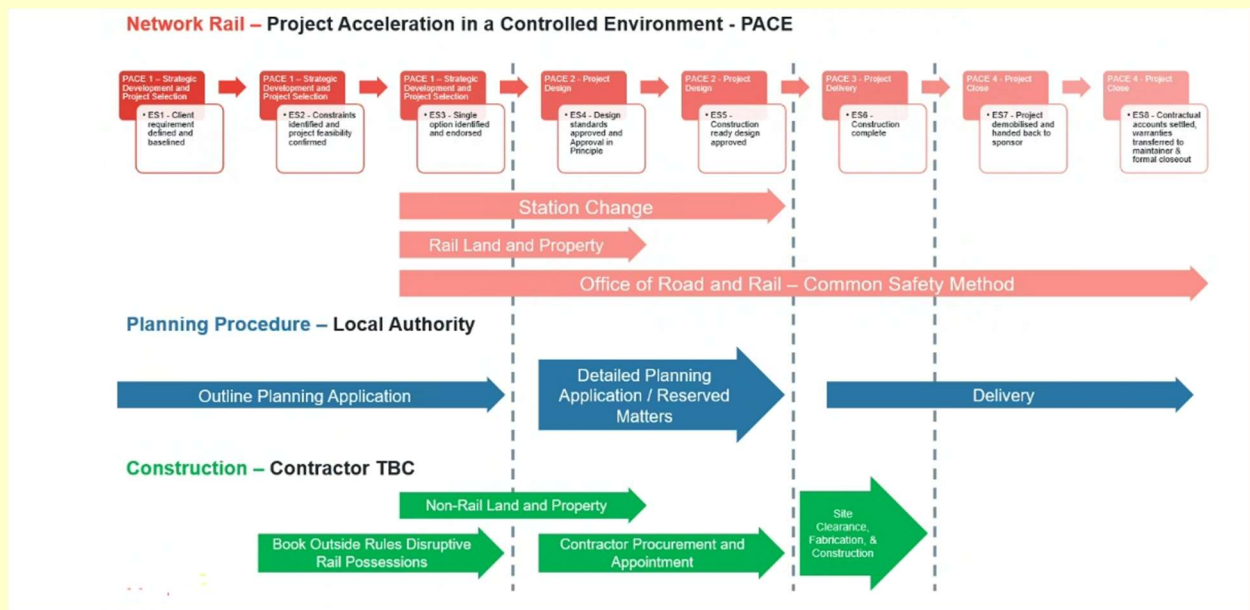 Network Rail – Project Acceleration in a Controlled Environment - PACE
PACE 1 – Strategic
Development and
Project Selection
• ES1 - Client
requirement
defined and
baselined
PACE 1 – Strategic
Development and
Project Selection
• ES2 - Constraints
identified and
project feasibility
confirmed
PACE 1 – Strategic
Development and
Project Selection
• ES3 - Single
option identified
and endorsed
PACE 2 - Project
Design
• ES4 - Design
standards
approved and
Approval in
Principle
PACE 2 - Project
Design
• ES5 -
Construction
ready design
approved
PACE 3 - Project
Delivery
• ES6 -
Construction
complete
PACE 4 - Project
Close
• ES7 - Project
demobilised and
handed back to
sponsor
PACE 4 - Project
Close
• ES8 - Contractual
accounts settled,
warranties
transferred to
maintainer
& formal closeout
Station Change
Rail Land and Property
Office of Road and Rail – Common Safety Method
Planning Procedure – Local Authority
Outline Planning Application
Detailed Planning
Application / Reserved
Matters
Delivery
Construction – Contractor TBC
Non-Rail Land and Property
Book Outside Rules Disruptive
Rail Possessions
Contractor Procurement and
Appointment
Site
Clearance,
Fabrication, &
Construction